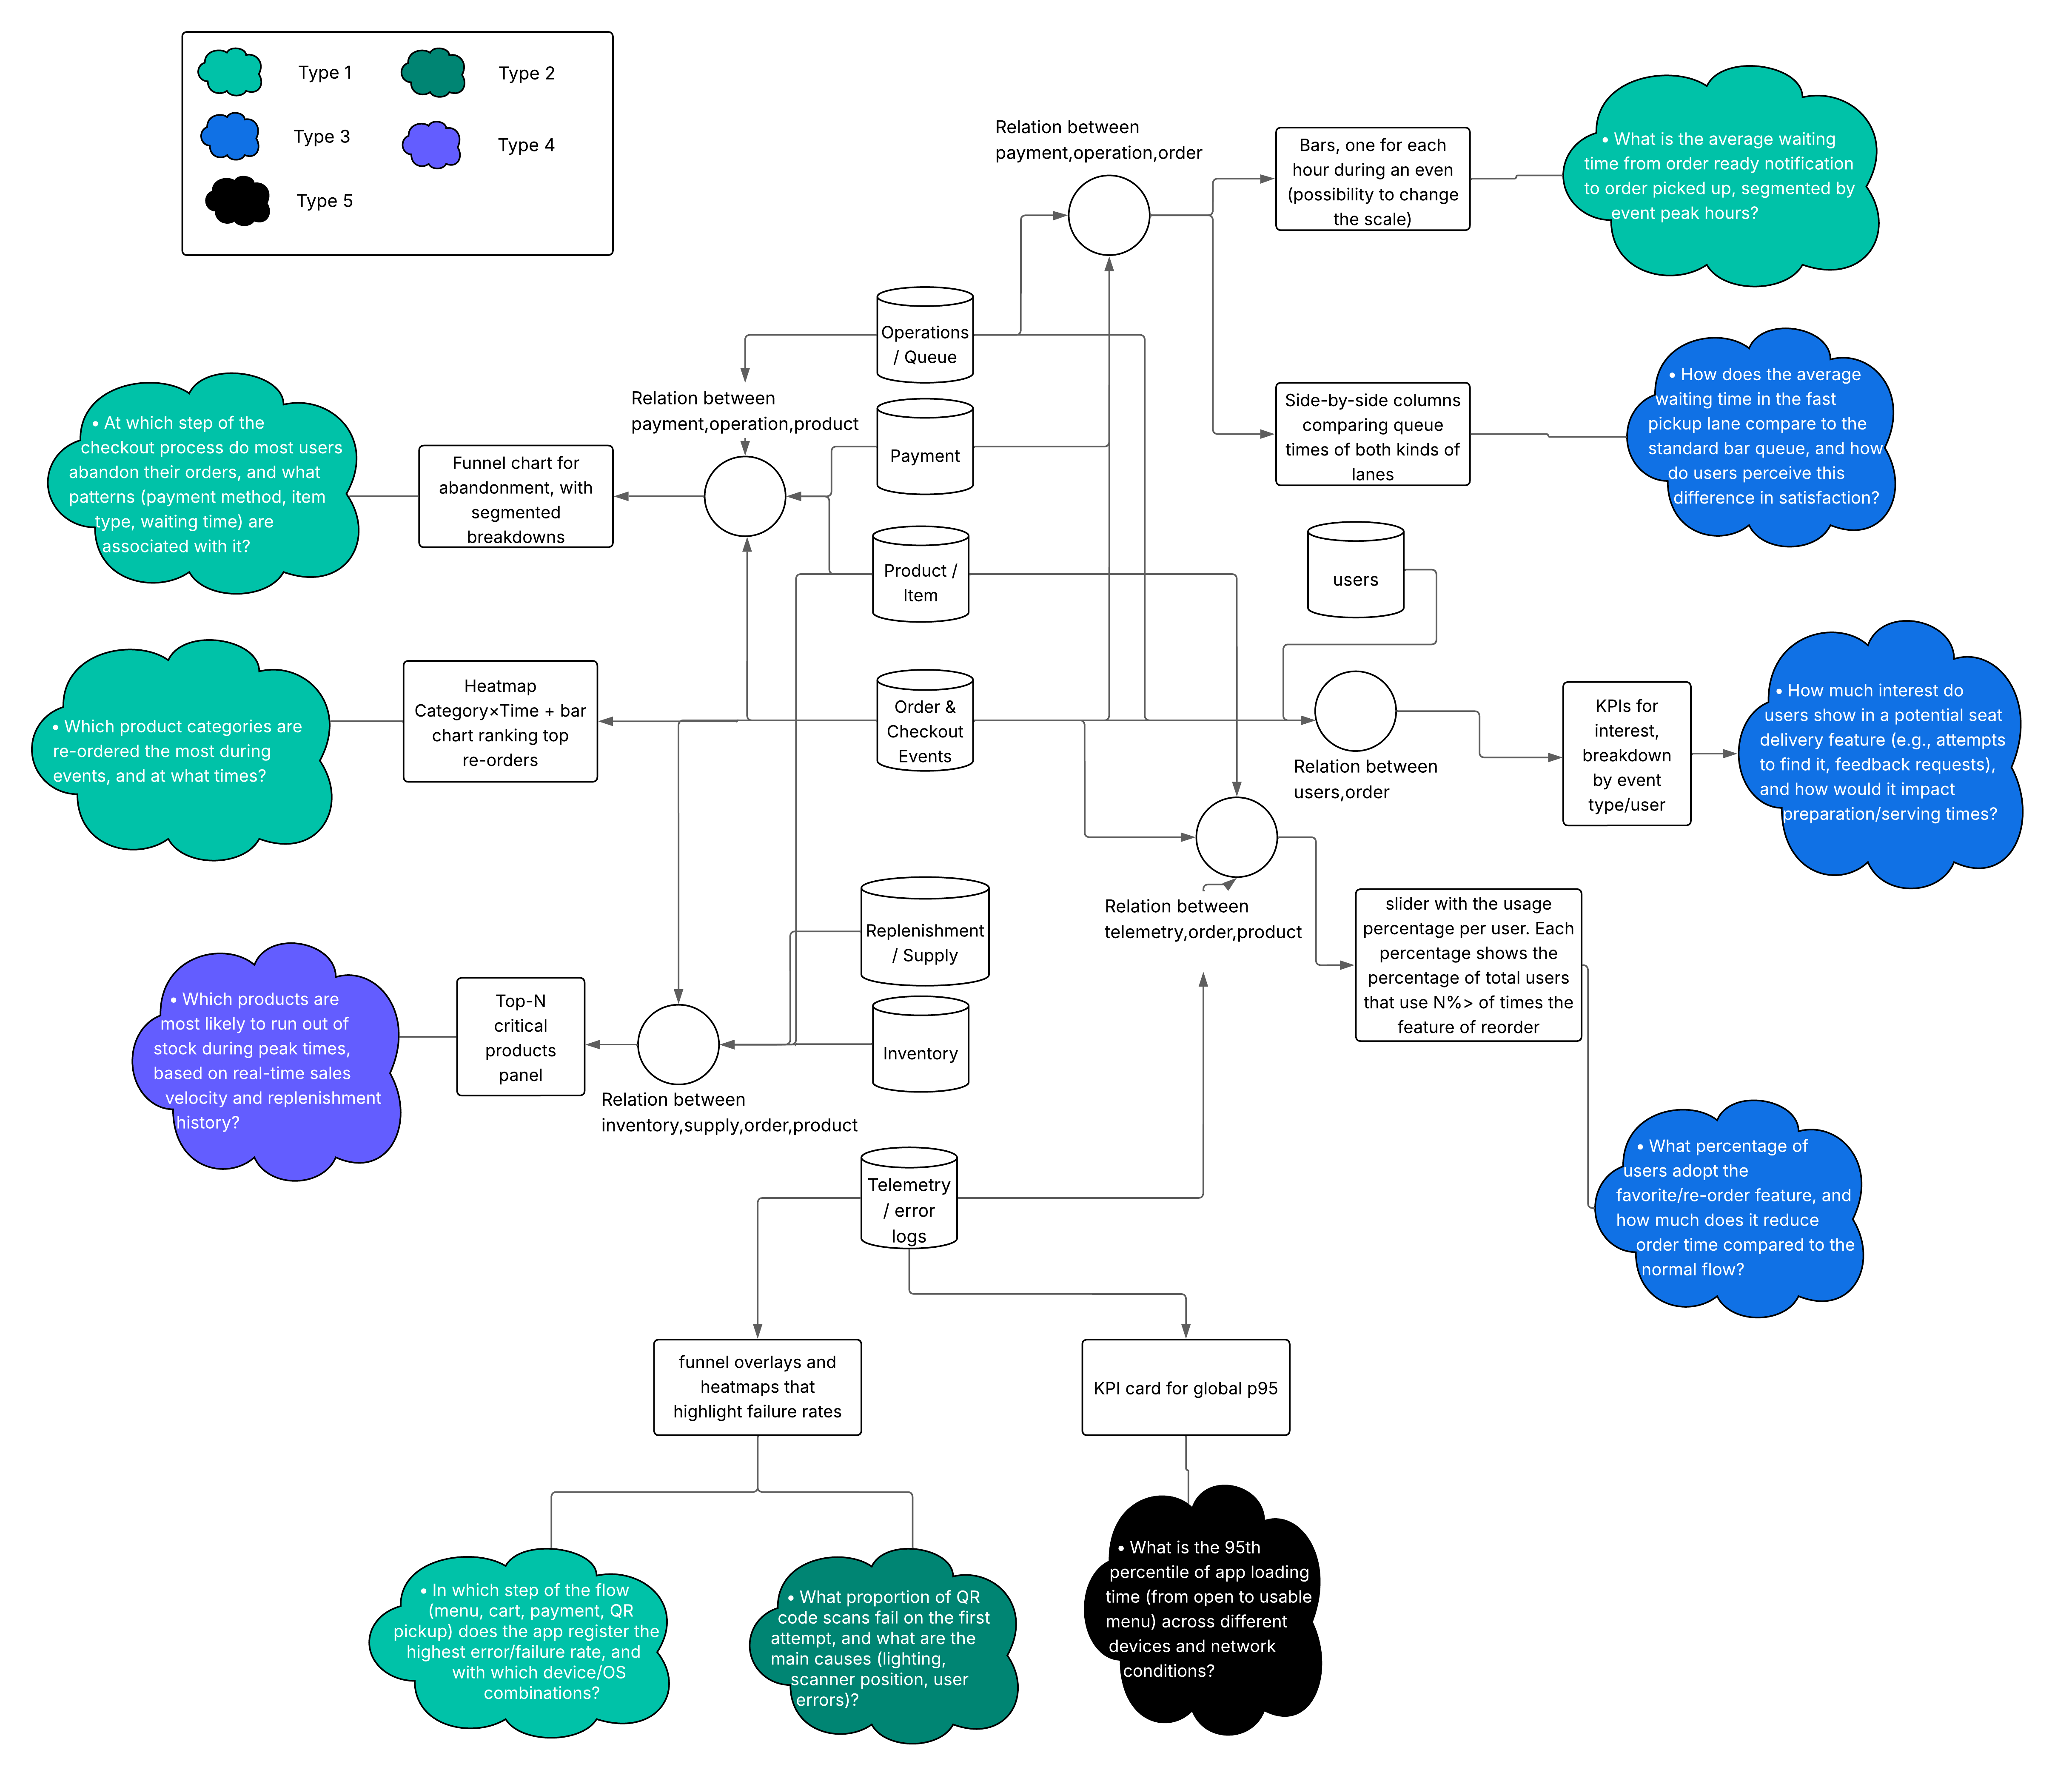 Type 1
Type 2
Type 3
Type 4
Type 5
Relation between
payment,operation,order
Bars, one for each
hour during an even
(possibility to change
the scale)
• What is the average waiting
time from order ready notification
to order picked up, segmented by
event peak hours?
Operations
/ Queue
Relation between
payment,operation,product
Payment
Side-by-side columns
comparing queue
times of both kinds of
lanes
• How does the average
waiting time in the fast
pickup lane compare to the
standard bar queue, and how
do users perceive this
difference in satisfaction?
• At which step of the
checkout process do most users
abandon their orders, and what
patterns (payment method, item
type, waiting time) are
associated with it?
Funnel chart for
abandonment, with
segmented
breakdowns
Product /
Item
users
• Which product categories are
re-ordered the most during
events, and at what times?
Heatmap
Category×Time + bar
chart ranking top
re-orders
Order &
Checkout
Events
Relation between
users,order
KPIs for
interest,
breakdown
by event
type/user
• How much interest do
users show in a potential seat
delivery feature (e.g., attempts
to find it, feedback requests),
and how would it impact
preparation/serving times?
Relation between
telemetry,order,product
slider with the usage
percentage per user. Each
percentage shows the
percentage of total users
that use N%> of times the
feature of reorder
Replenishment
/ Supply
Inventory
• Which products are
most likely to run out of
stock during peak times,
based on real-time sales
velocity and replenishment
history?
Top-N
critical
products
panel
Relation between
inventory,supply,order,product
Telemetry
/ error
logs
• What percentage of
users adopt the
favorite/re-order feature, and
how much does it reduce
order time compared to the
normal flow?
funnel overlays and
heatmaps that
highlight failure rates
KPI card for global p95
• In which step of the flow
(menu, cart, payment, QR
pickup) does the app register the
highest error/failure rate, and
with which device/OS
combinations?
• What proportion of QR
code scans fail on the first
attempt, and what are the
main causes (lighting,
scanner position, user
errors)?
• What is the 95th
percentile of app loading
time (from open to usable
menu) across different
devices and network
conditions?